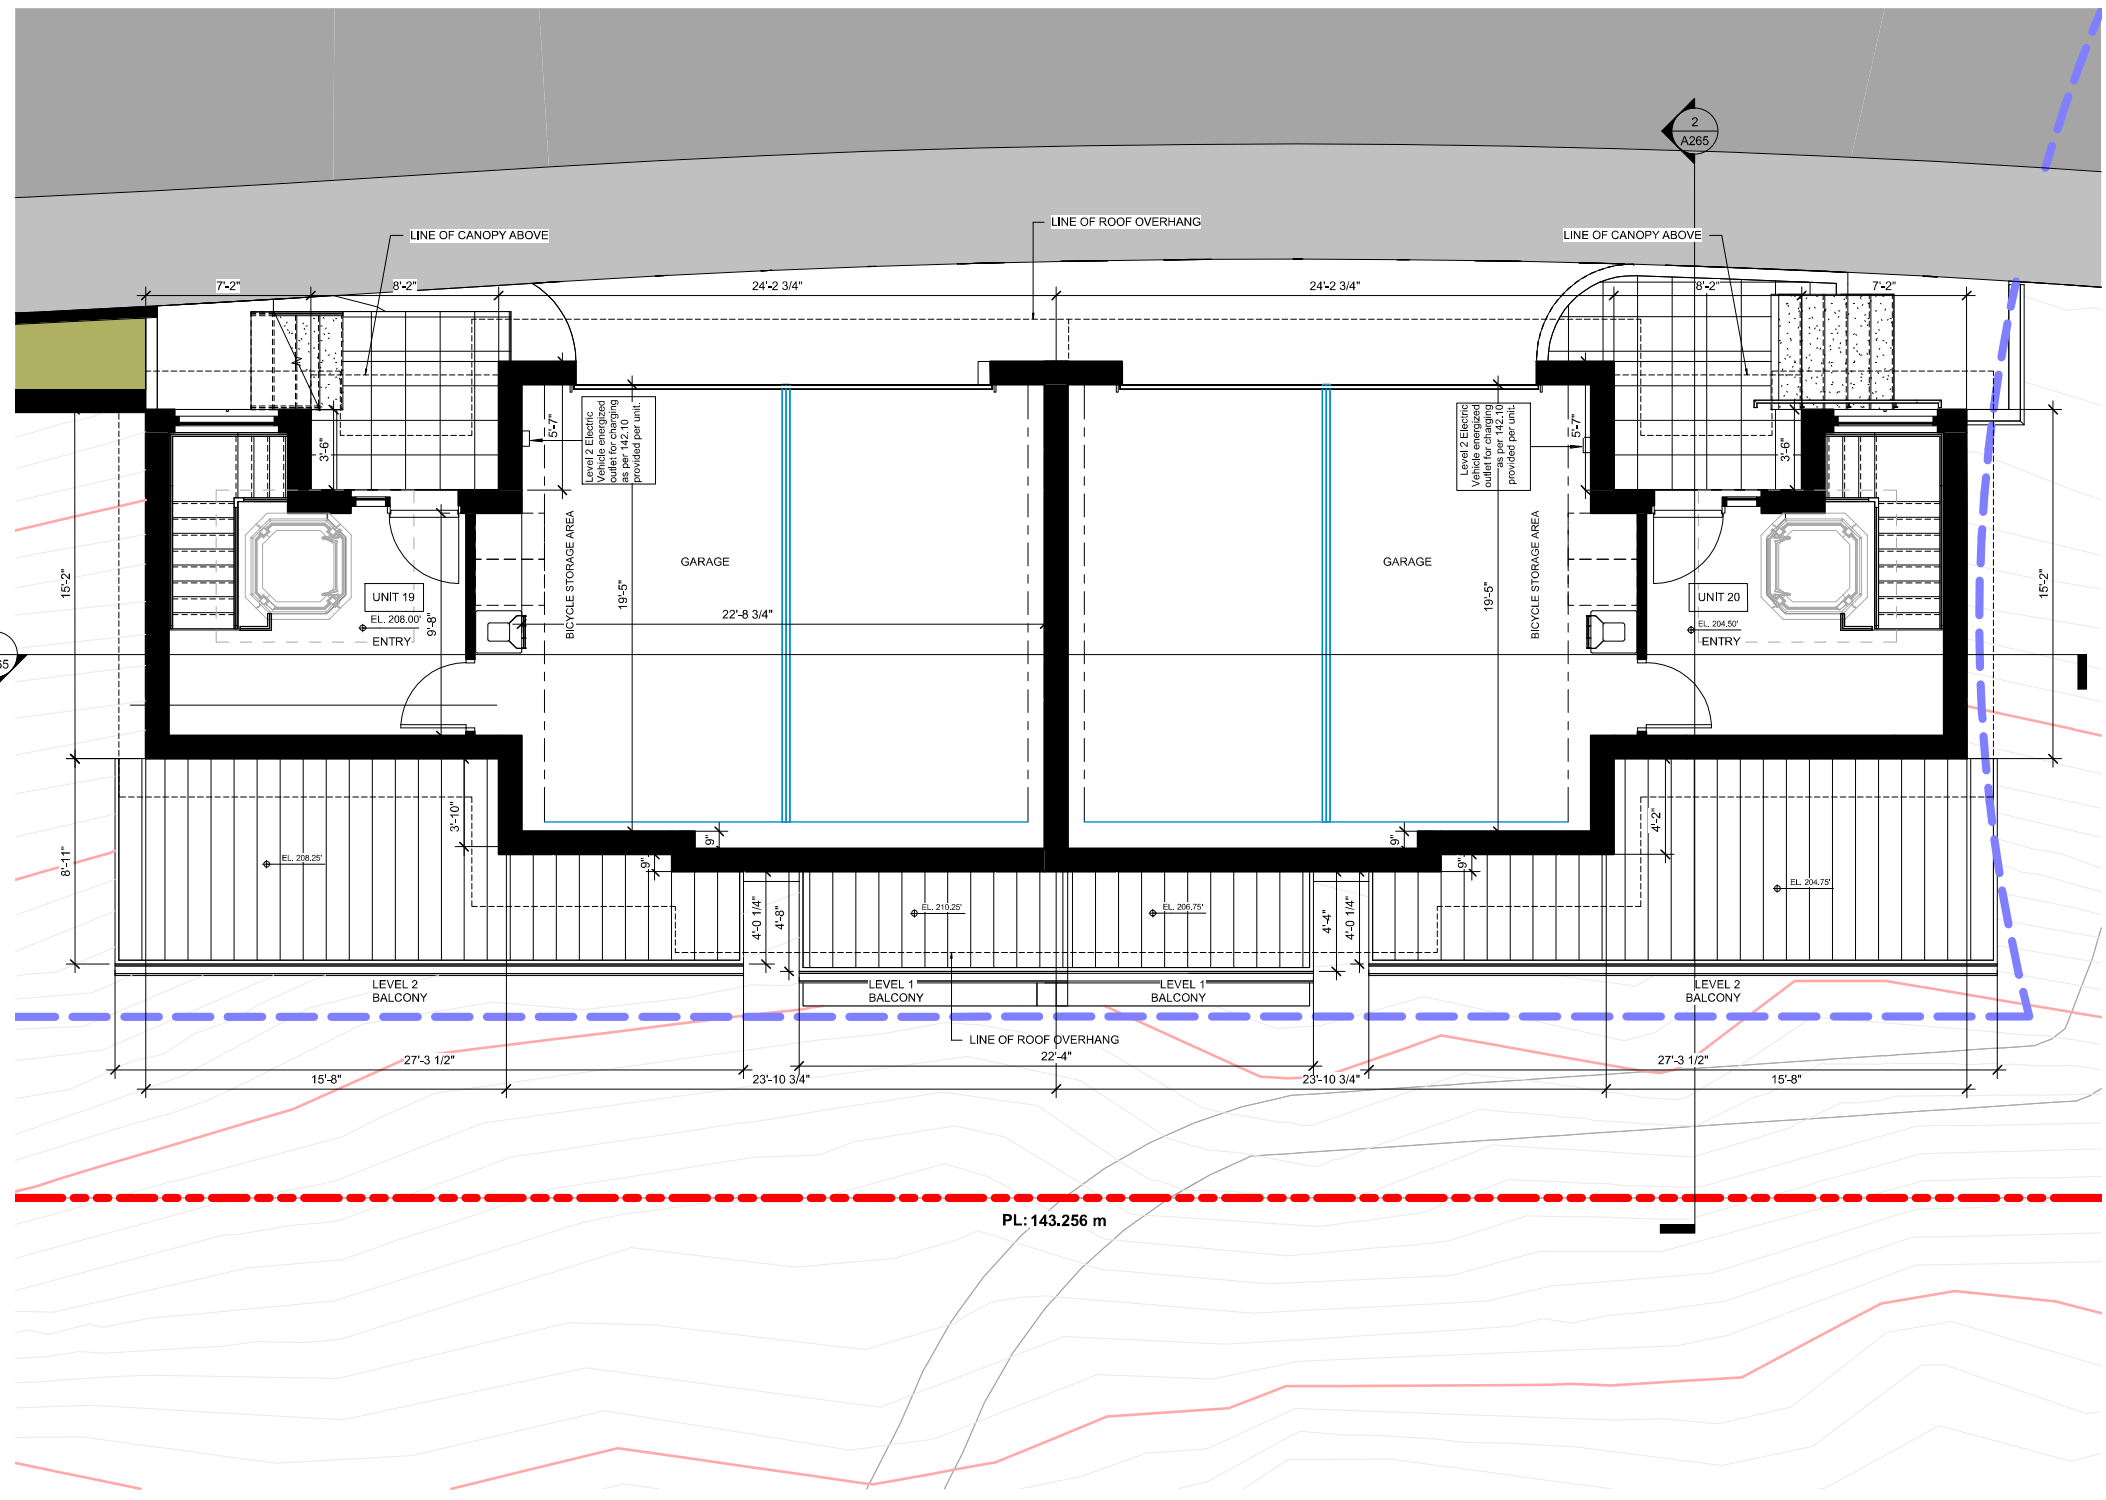 2
A265
LINE OF CANOPY ABOVE
LINE OF ROOF OVERHANG
LINE OF CANOPY ABOVE
7'-2"
8'-2"
24'-2 3/4"
24'-2 3/4"
8'-2"
7'-2"
Level 2 Electric
Vehicle energized
outlet for charging
as per 142.10
provided per unit.
5'-7"
3'-6"
Level 2 Electric
Vehicle energized
outlet for charging
as per 142.10
provided per unit.
5'-7"
3'-6"
BICYCLE STORAGE AREA
GARAGE
GARAGE
BICYCLE STORAGE AREA
15'-2"
UNIT 19
EL. 208.00'
ENTRY
9'-8"
19'-5"
22'-8 3/4"
19'-5"
UNIT 20
EL. 204.50'
ENTRY
15'-2"
65
3'-10"
9"
9"
9"
9"
4'-2"
8'-11"
EL. 208.25'
EL. 210.25'
EL. 206.75'
EL. 204.75'
4'-0 1/4"
4'-8"
4'-4"
4'-0 1/4"
LEVEL 2
BALCONY
LEVEL 1
BALCONY
LEVEL 1
BALCONY
LEVEL 2
BALCONY
LINE OF ROOF OVERHANG
27'-3 1/2"
22'-4"
27'-3 1/2"
15'-8"
23'-10 3/4"
23'-10 3/4"
15'-8"
PL: 143.256 m